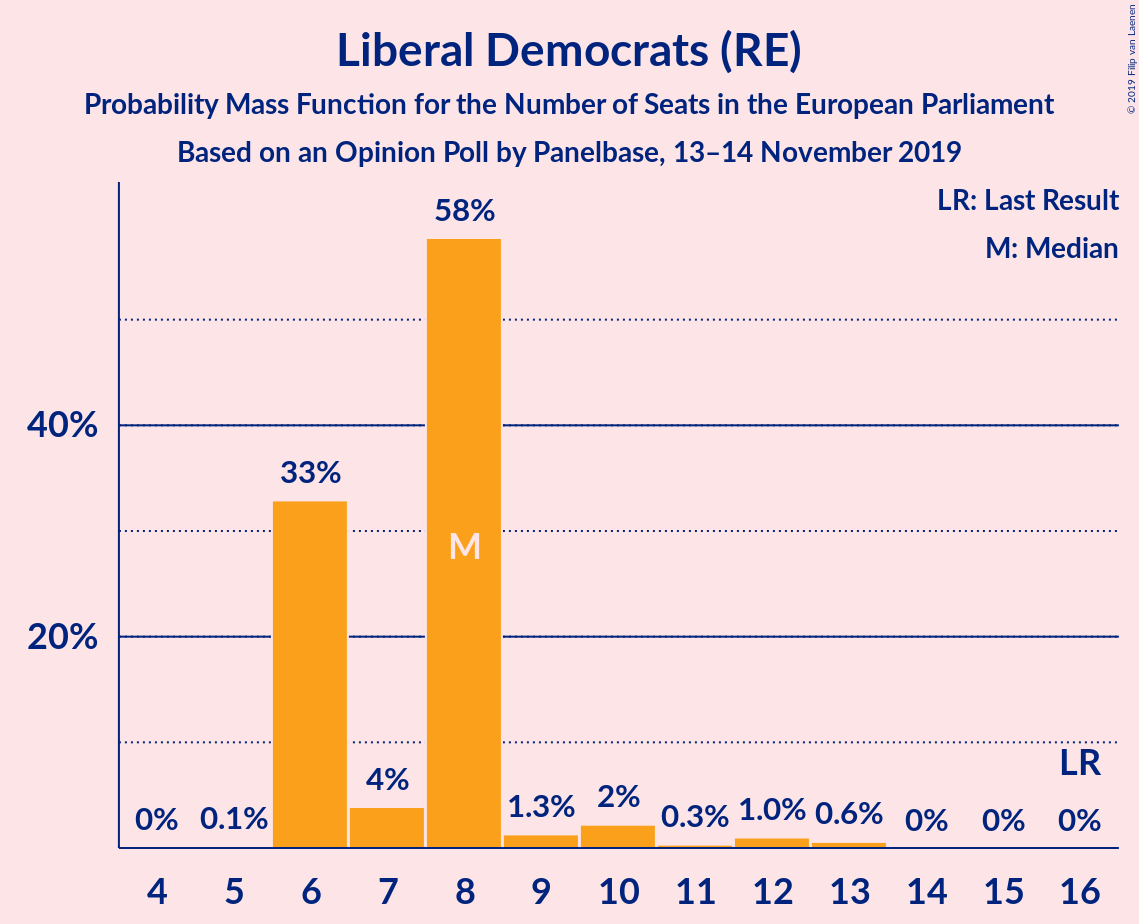 Liberal Democrats (RE)
Probability Mass Function for the Number of Seats in the European Parliament
Based on an Opinion Poll by Panelbase, 13–14 November 2019
© 2019 Filip van Laenen
LR: Last Result
M: Median
58%
40%
33%
M
20%
LR
0% 0.1% 4% 1.3% 2% 0.3% 1.0% 0.6% 0% 0% 0%
4 5 6 7 8 9 10 11 12 13 14 15 16